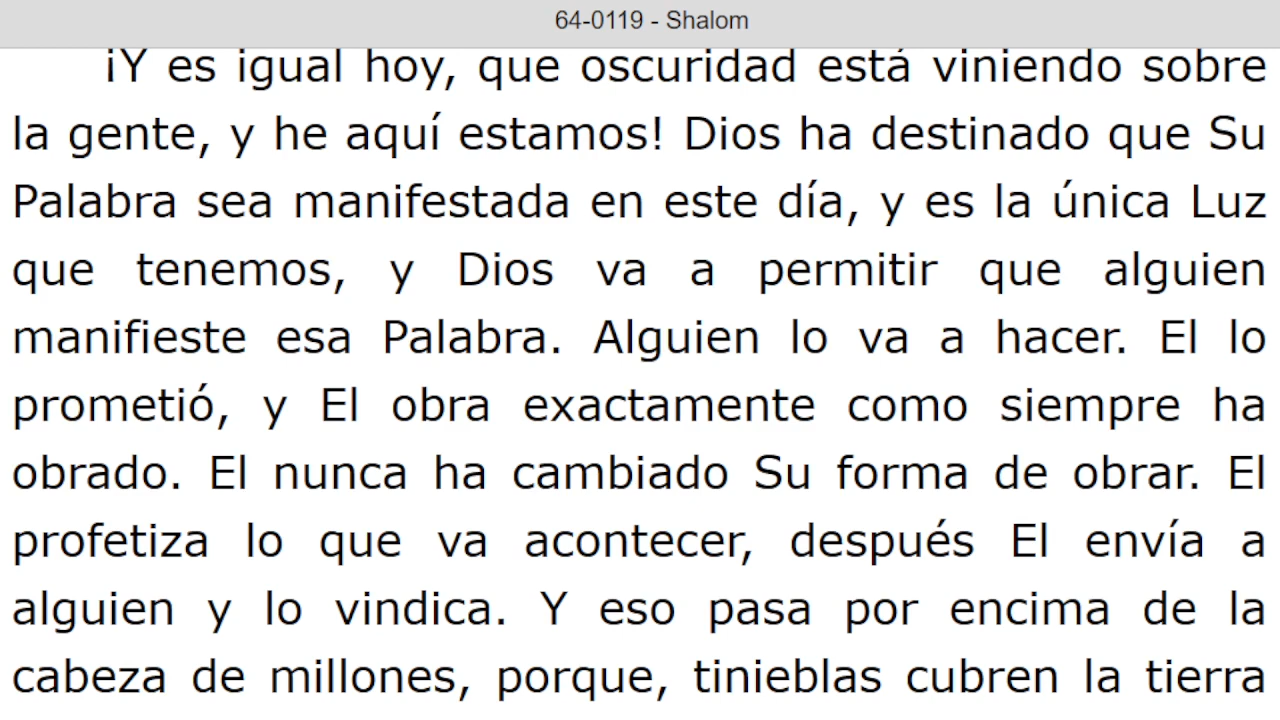 64-0119 - Shalom
¡Y es igual hoy, que oscuridad está viniendo sobre
la gente, y he aquí estamos! Dios ha destinado que Su
Palabra sea manifestada en este día, y es la única Luz
que tenemos, y Dios va a permitir que alguien
manifieste esa Palabra. Alguien lo va a hacer. El lo
prometió, y El obra exactamente como siempre ha
obrado. El nunca ha cambiado Su forma de obrar. El
profetiza lo que va acontecer, después El envía a
alguien y lo vindica. Y eso pasa por encima de la
cabeza de millones, porque, tinieblas cubren la tierra